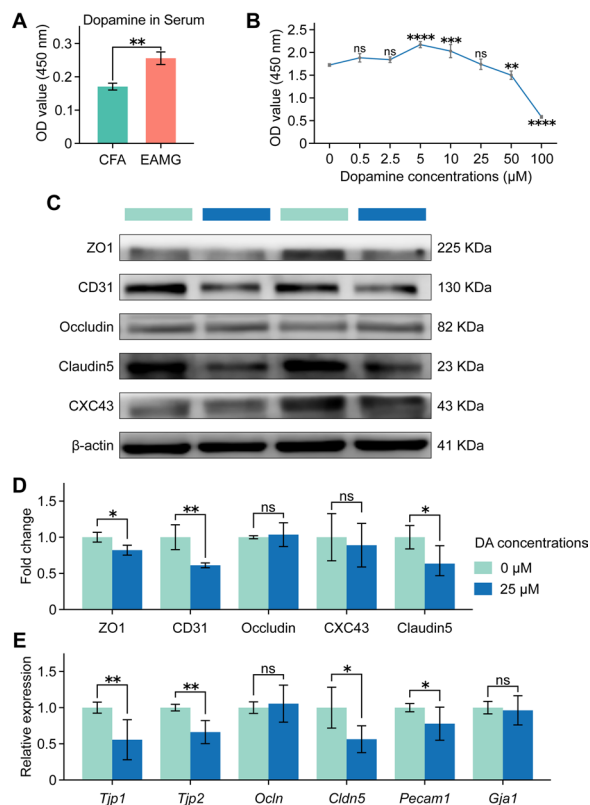 A
Dopamine in Serum
OD value (450 nm)
0.3
0.2
0.1
0
**
CFA
EAMG
B
OD value (450 nm)
2.5
2.0
1.5
1.0
0.5
0
ns
ns
****
***
ns
**
****
0
0.5
2.5
5
10
25
50
100
Dopamine concentrations (μM)
C
ZO1
225 KDa
CD31
130 KDa
Occludin
82 KDa
Claudin5
23 KDa
CXC43
43 KDa
β-actin
41 KDa
D
Fold change
1.5
1.0
0.5
0
*
**
ns
ns
*
ZO1
CD31
Occludin
CXC43
Claudin5
DA concentrations
0 μM
25 μM
E
Relative expression
1.5
1.0
0.5
0
**
**
ns
*
*
ns
Tjp1
Tjp2
Ocln
Cldn5
Pecam1
Gja1